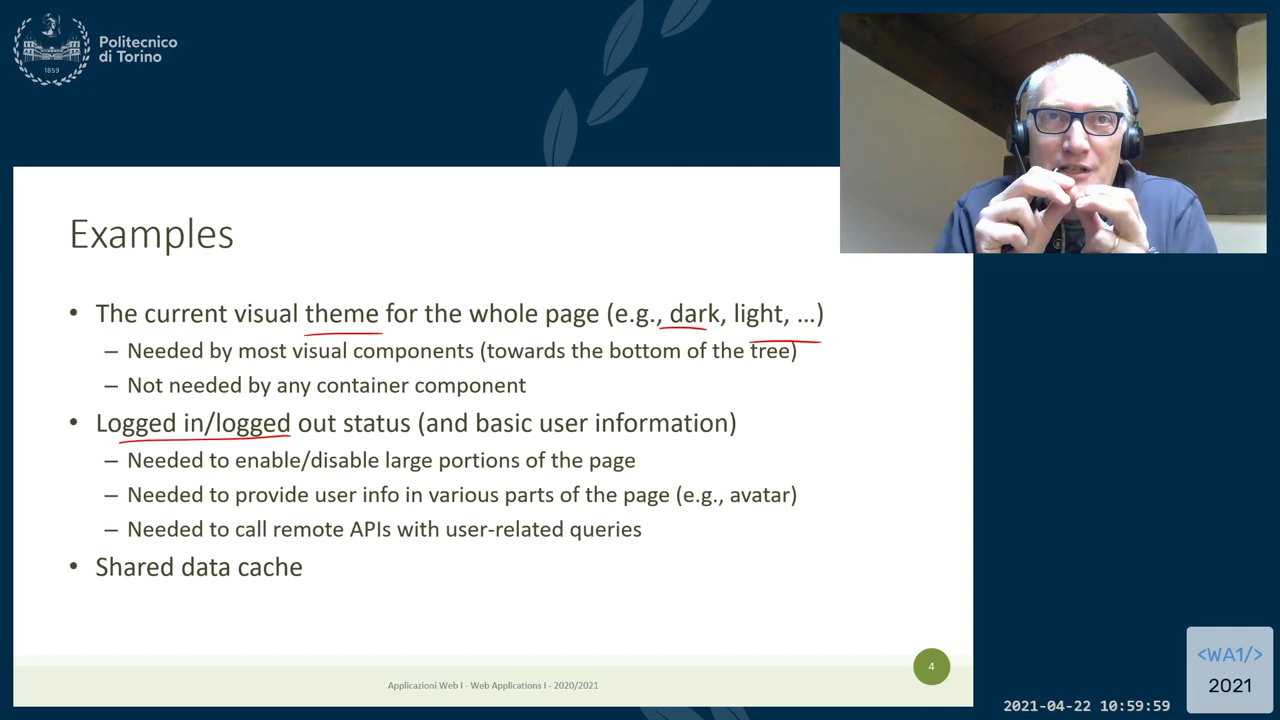 Politecnico
di Torino
1859
Examples
• The current visual theme for the whole page (e.g., dark, light, …)
– Needed by most visual components (towards the bottom of the tree)
– Not needed by any container component
• Logged in/logged out status (and basic user information)
– Needed to enable/disable large portions of the page
– Needed to provide user info in various parts of the page (e.g., avatar)
– Needed to call remote APIs with user-related queries
• Shared data cache
4
Applicazioni Web I - Web Applications I - 2020/2021
<WA1/>
2021
2021-04-22 10:59:59